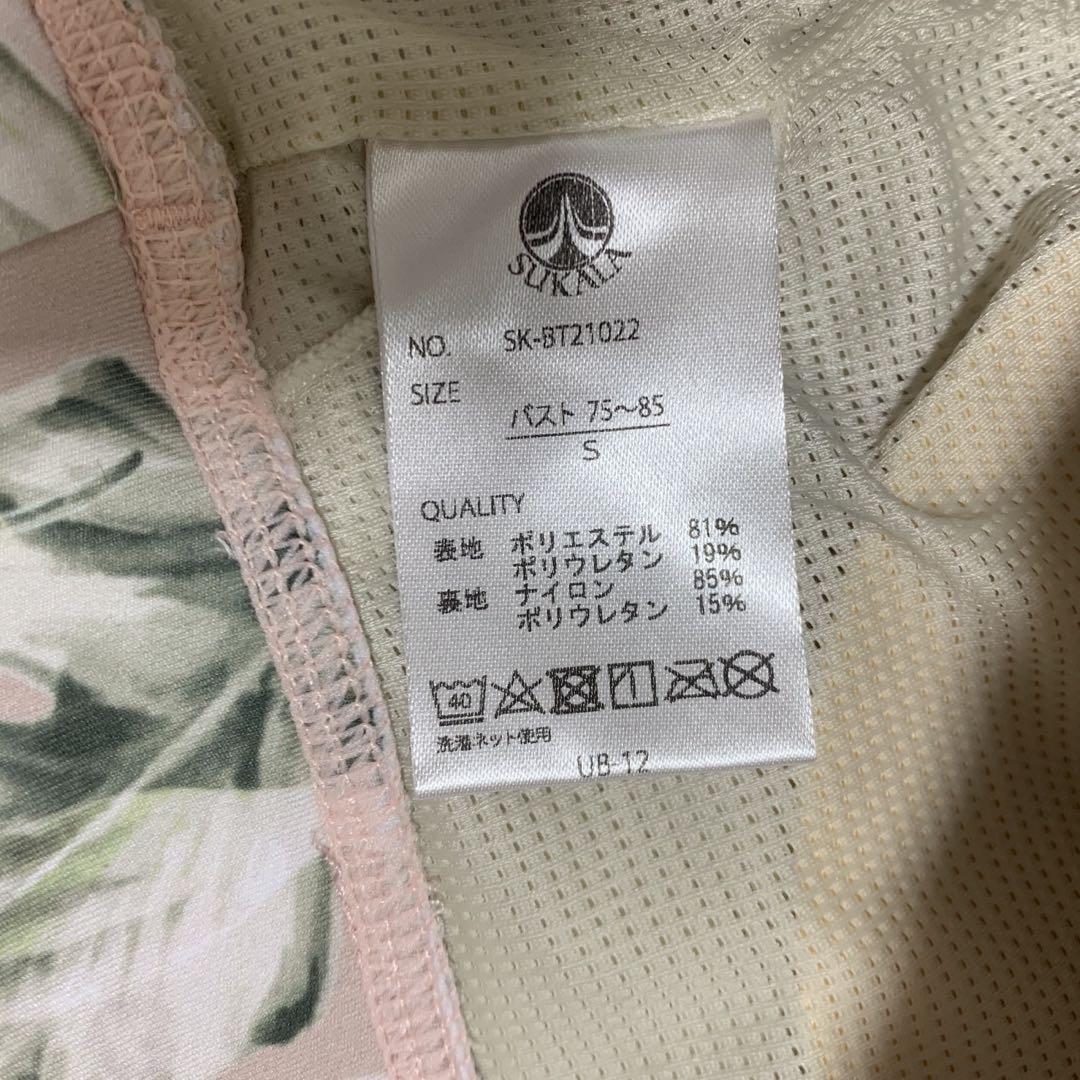 SUKALA
NO. SK-BT21022
SIZE
バスト 75～85
S
QUALITY
表地 ポリエステル 81%
ポリウレタン 19%
裏地 ナイロン 85%
ポリウレタン 15%
40
洗濯ネット使用
UB-12